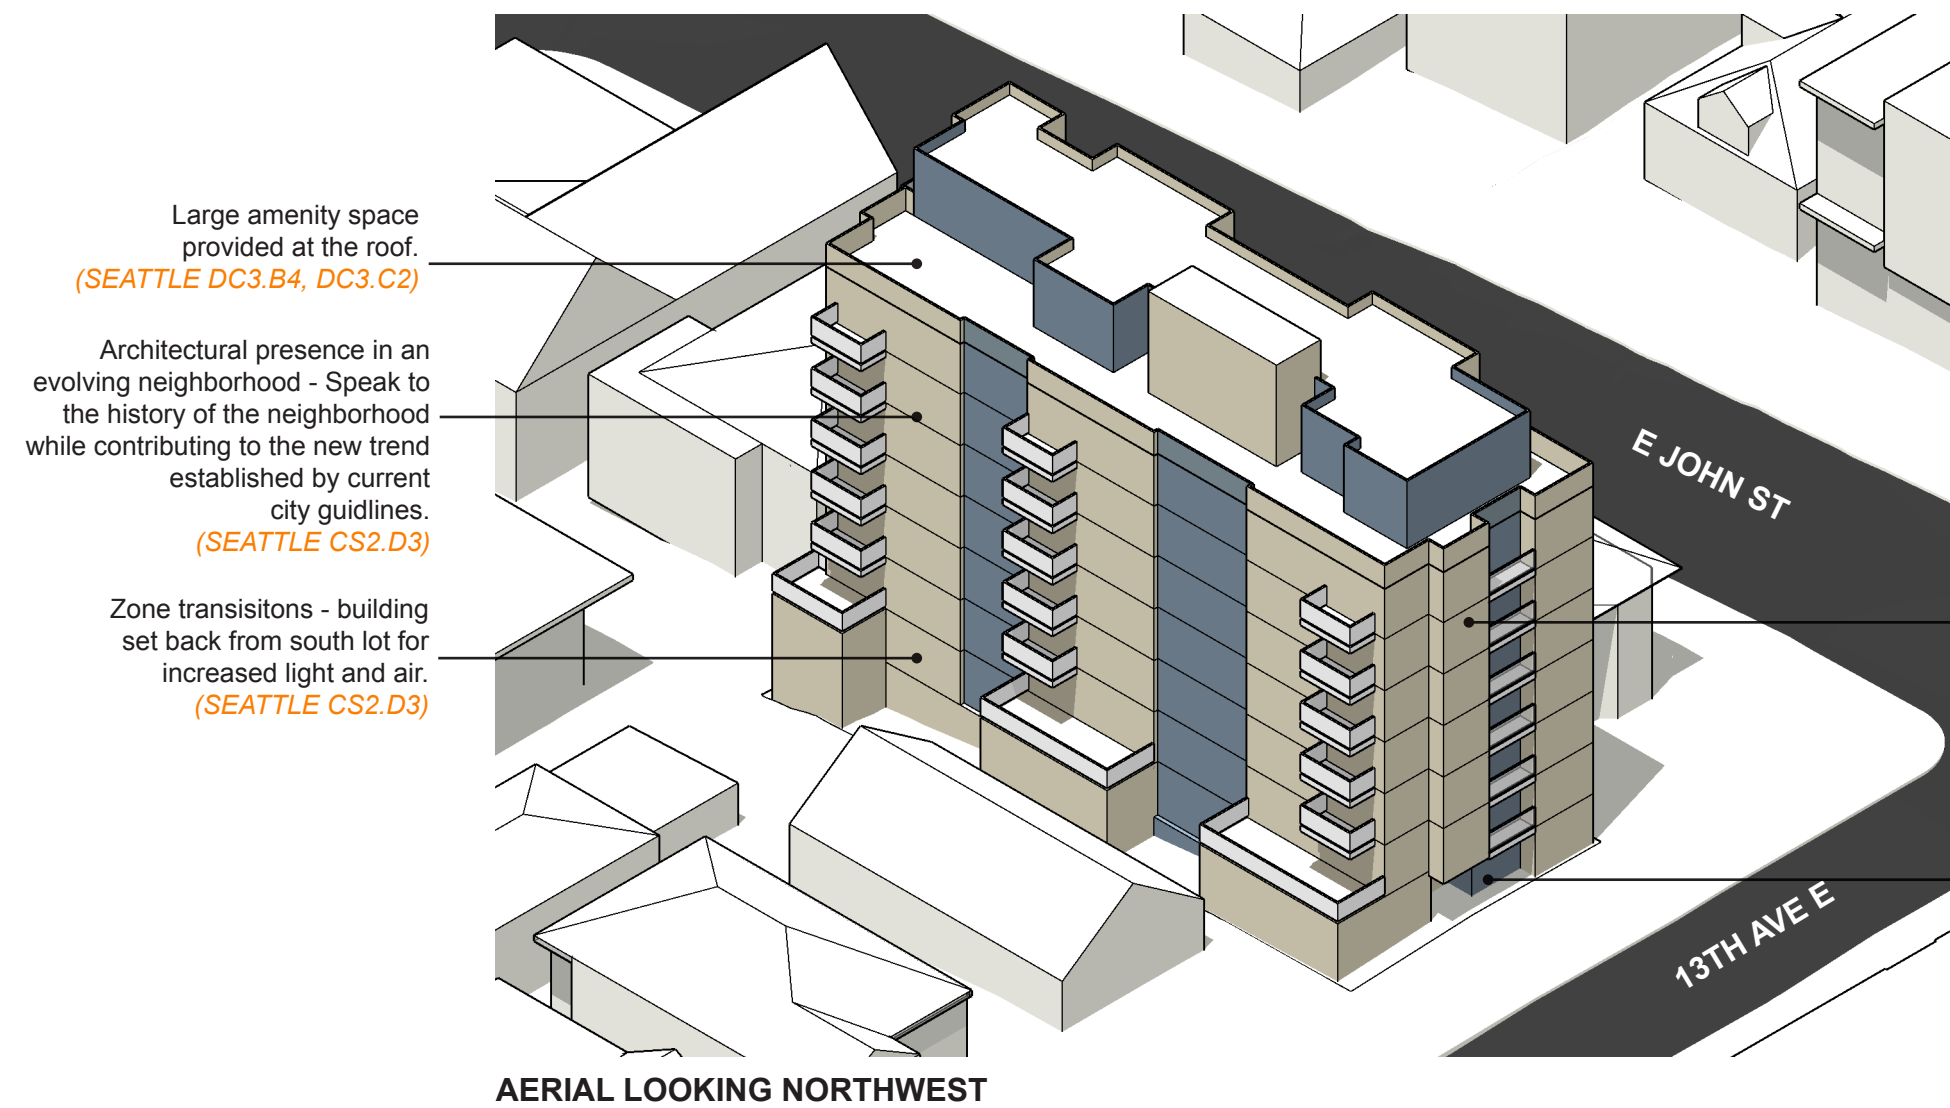 Large amenity space
provided at the roof.
(SEATTLE DC3.B4, DC3.C2)
Architectural presence in an
evolving neighborhood - Speak to
the history of the neighborhood
while contributing to the new trend
established by current
city guidlines.
(SEATTLE CS2.D3)
Zone transisitons - building
set back from south lot for
increased light and air.
(SEATTLE CS2.D3)
E JOHN ST
13TH AVE E
AERIAL LOOKING NORTHWEST